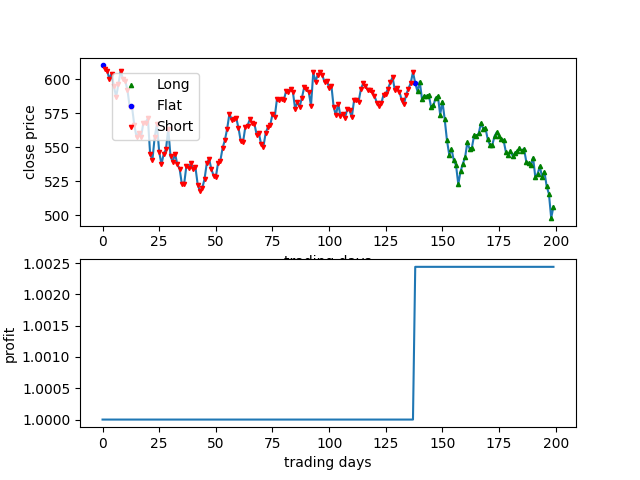 600
575
550
525
500
close price
Long
Flat
Short
0 25 50 75 100 125 150 175 200
trading days
1.0025
1.0020
1.0015
1.0010
1.0005
1.0000
profit
0 25 50 75 100 125 150 175 200
trading days